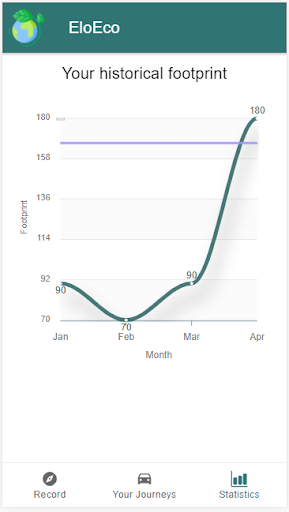 EloEco
Your historical footprint
180
180
158
136
Footprint
114
92
90
90
70
70
Jan Feb Mar Apr
Month
Record Your Journeys Statistics